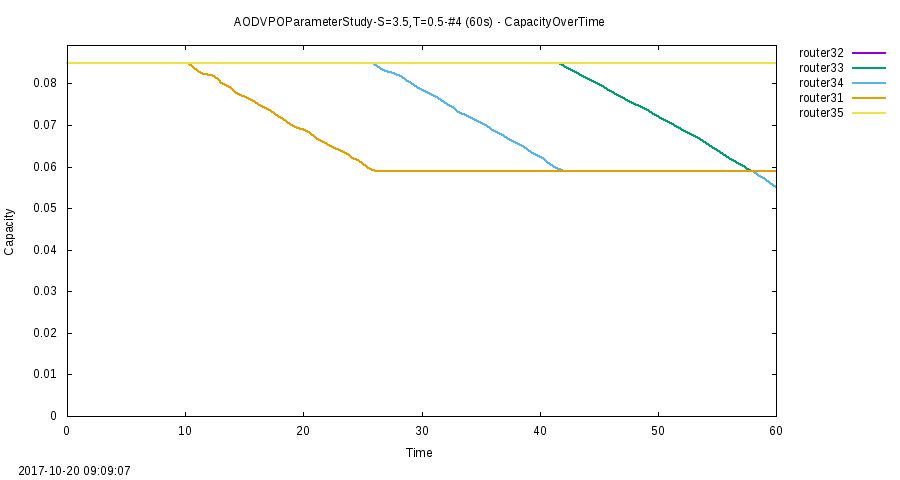 AODVPOParameterStudy-S=3.5,T=0.5-#4 (60s) - CapacityOverTime
router32
router33
router34
router31
router35
0.08
0.07
0.06
0.05
0.04
0.03
0.02
0.01
0
Capacity
0 10 20 30 40 50 60
Time
2017-10-20 09:09:07